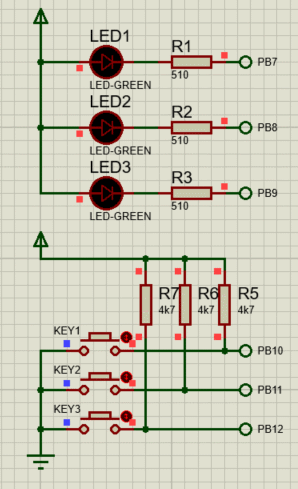 LED1
R1
PB7
LED-GREEN
510
LED2
R2
PB8
LED-GREEN
510
LED3
R3
PB9
LED-GREEN
510
R7
R6
R5
4k7
4k7
4k7
KEY1
PB10
KEY2
PB11
KEY3
PB12